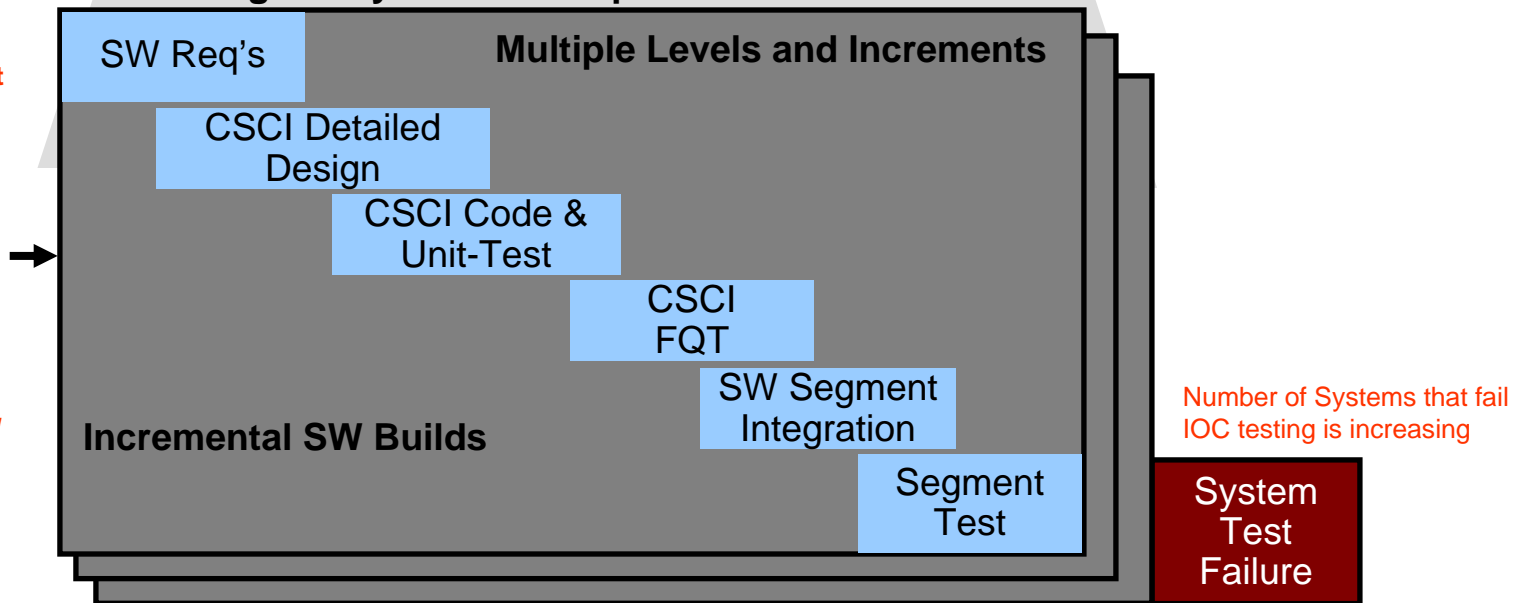 SW Req's
Multiple Levels and Increments
CSCI Detailed
Design
CSCI Code &
Unit-Test
CSCI
FQT
SW Segment
Integration
Incremental SW Builds
Segment
Test
Number of Systems that fail
IOC testing is increasing
System
Test
Failure